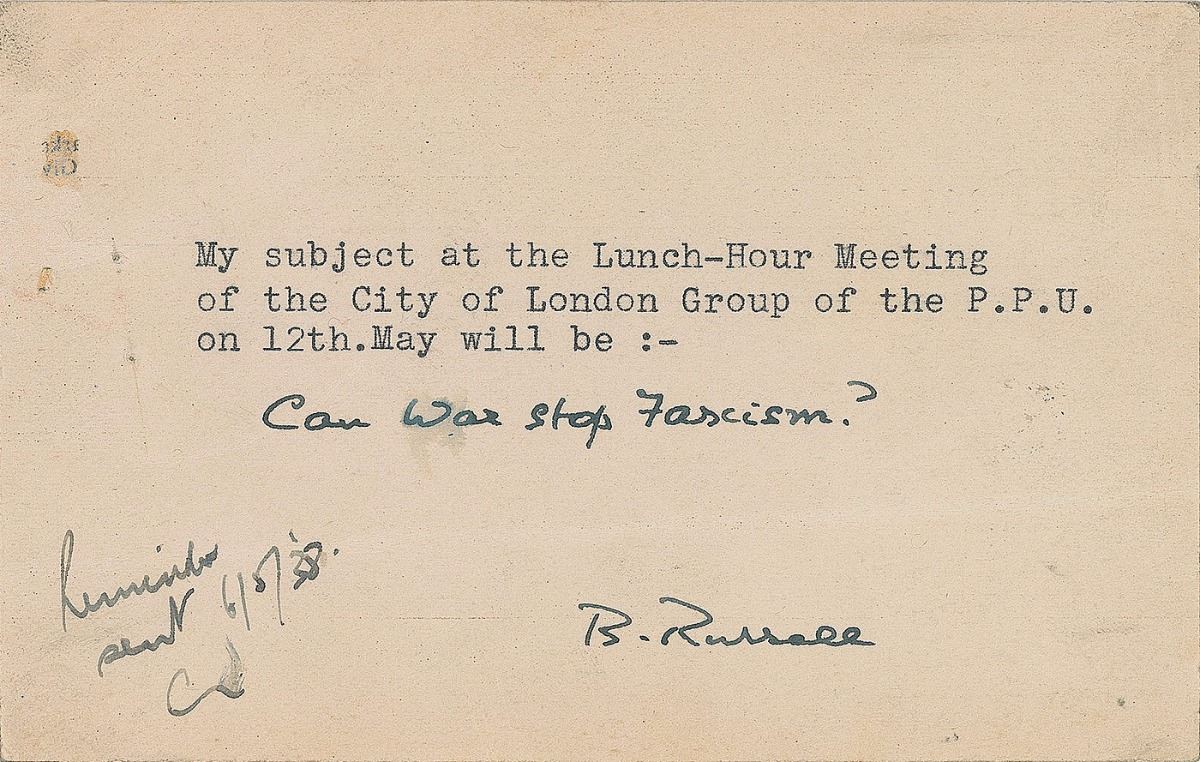 My subject at the Lunch-Hour Meeting
of the City of London Group of the P.P.U.
on 12th.May will be :-
Can War stop Fascism?
B. Russell
sent 6/5/38.